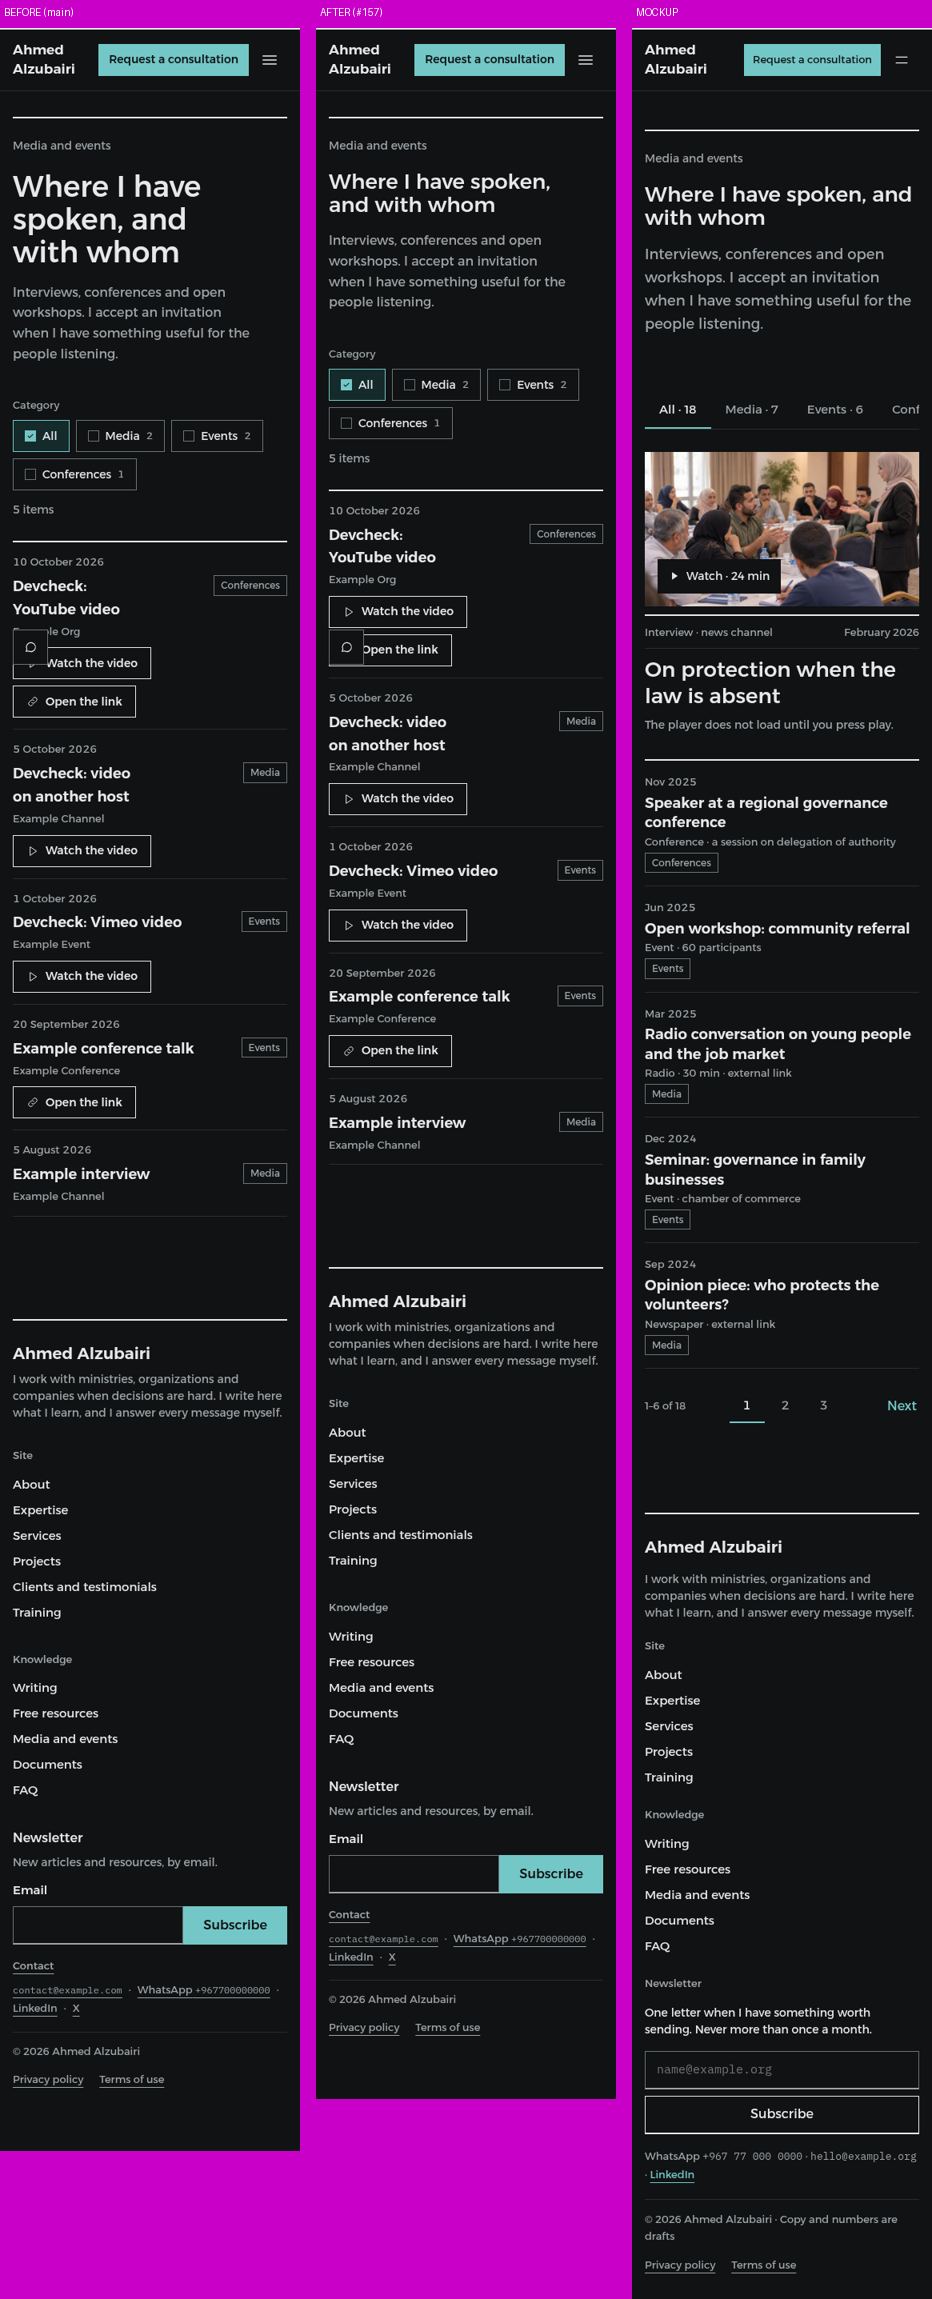 BEFORE (main)
Ahmed
Alzubairi
Request a consultation
Media and events
Where I have
spoken, and
with whom
Interviews, conferences and open
workshops. I accept an invitation
when I have something useful for the
people listening.
Category
All
Media 2
Events 2
Conferences 1
5 items
10 October 2026
Devcheck:
YouTube video
Conferences
le Org
Watch the video
Open the link
5 October 2026
Devcheck: video
on another host
Media
Example Channel
Watch the video
1 October 2026
Devcheck: Vimeo video
Events
Example Event
Watch the video
20 September 2026
Example conference talk
Events
Example Conference
Open the link
5 August 2026
Example interview
Media
Example Channel
Ahmed Alzubairi
I work with ministries, organizations and
companies when decisions are hard. I write here
what I learn, and I answer every message myself.
Site
About
Expertise
Services
Projects
Clients and testimonials
Training
Knowledge
Writing
Free resources
Media and events
Documents
FAQ
Newsletter
New articles and resources, by email.
Email
Subscribe
Contact
contact@example.com · WhatsApp +967700000000 ·
LinkedIn · X
© 2026 Ahmed Alzubairi
Privacy policy
Terms of use
AFTER (#157)
Ahmed
Alzubairi
Request a consultation
Media and events
Where I have spoken,
and with whom
Interviews, conferences and open
workshops. I accept an invitation
when I have something useful for the
people listening.
Category
All
Media 2
Events 2
Conferences 1
5 items
10 October 2026
Devcheck:
YouTube video
Conferences
Example Org
Watch the video
Open the link
5 October 2026
Devcheck: video
on another host
Media
Example Channel
Watch the video
1 October 2026
Devcheck: Vimeo video
Events
Example Event
Watch the video
20 September 2026
Example conference talk
Events
Example Conference
Open the link
5 August 2026
Example interview
Media
Example Channel
Ahmed Alzubairi
I work with ministries, organizations and
companies when decisions are hard. I write here
what I learn, and I answer every message myself.
Site
About
Expertise
Services
Projects
Clients and testimonials
Training
Knowledge
Writing
Free resources
Media and events
Documents
FAQ
Newsletter
New articles and resources, by email.
Email
Subscribe
Contact
contact@example.com · WhatsApp +967700000000 ·
LinkedIn · X
© 2026 Ahmed Alzubairi
Privacy policy
Terms of use
MOCKUP
Ahmed
Alzubairi
Request a consultation
Media and events
Where I have spoken, and
with whom
Interviews, conferences and open
workshops. I accept an invitation
when I have something useful for the
people listening.
All · 18
Media · 7
Events · 6
Conf
Watch · 24 min
Interview · news channel
February 2026
On protection when the
law is absent
The player does not load until you press play.
Nov 2025
Speaker at a regional governance
conference
Conference · a session on delegation of authority
Conferences
Jun 2025
Open workshop: community referral
Event · 60 participants
Events
Mar 2025
Radio conversation on young people
and the job market
Radio · 30 min · external link
Media
Dec 2024
Seminar: governance in family
businesses
Event · chamber of commerce
Events
Sep 2024
Opinion piece: who protects the
volunteers?
Newspaper · external link
Media
1–6 of 18
1
2
3
Next
Ahmed Alzubairi
I work with ministries, organizations and
companies when decisions are hard. I write here
what I learn, and I answer every message myself.
Site
About
Expertise
Services
Projects
Training
Knowledge
Writing
Free resources
Media and events
Documents
FAQ
Newsletter
One letter when I have something worth
sending. Never more than once a month.
name@example.org
Subscribe
WhatsApp +967 77 000 0000 · hello@example.org
· LinkedIn
© 2026 Ahmed Alzubairi · Copy and numbers are
drafts
Privacy policy
Terms of use